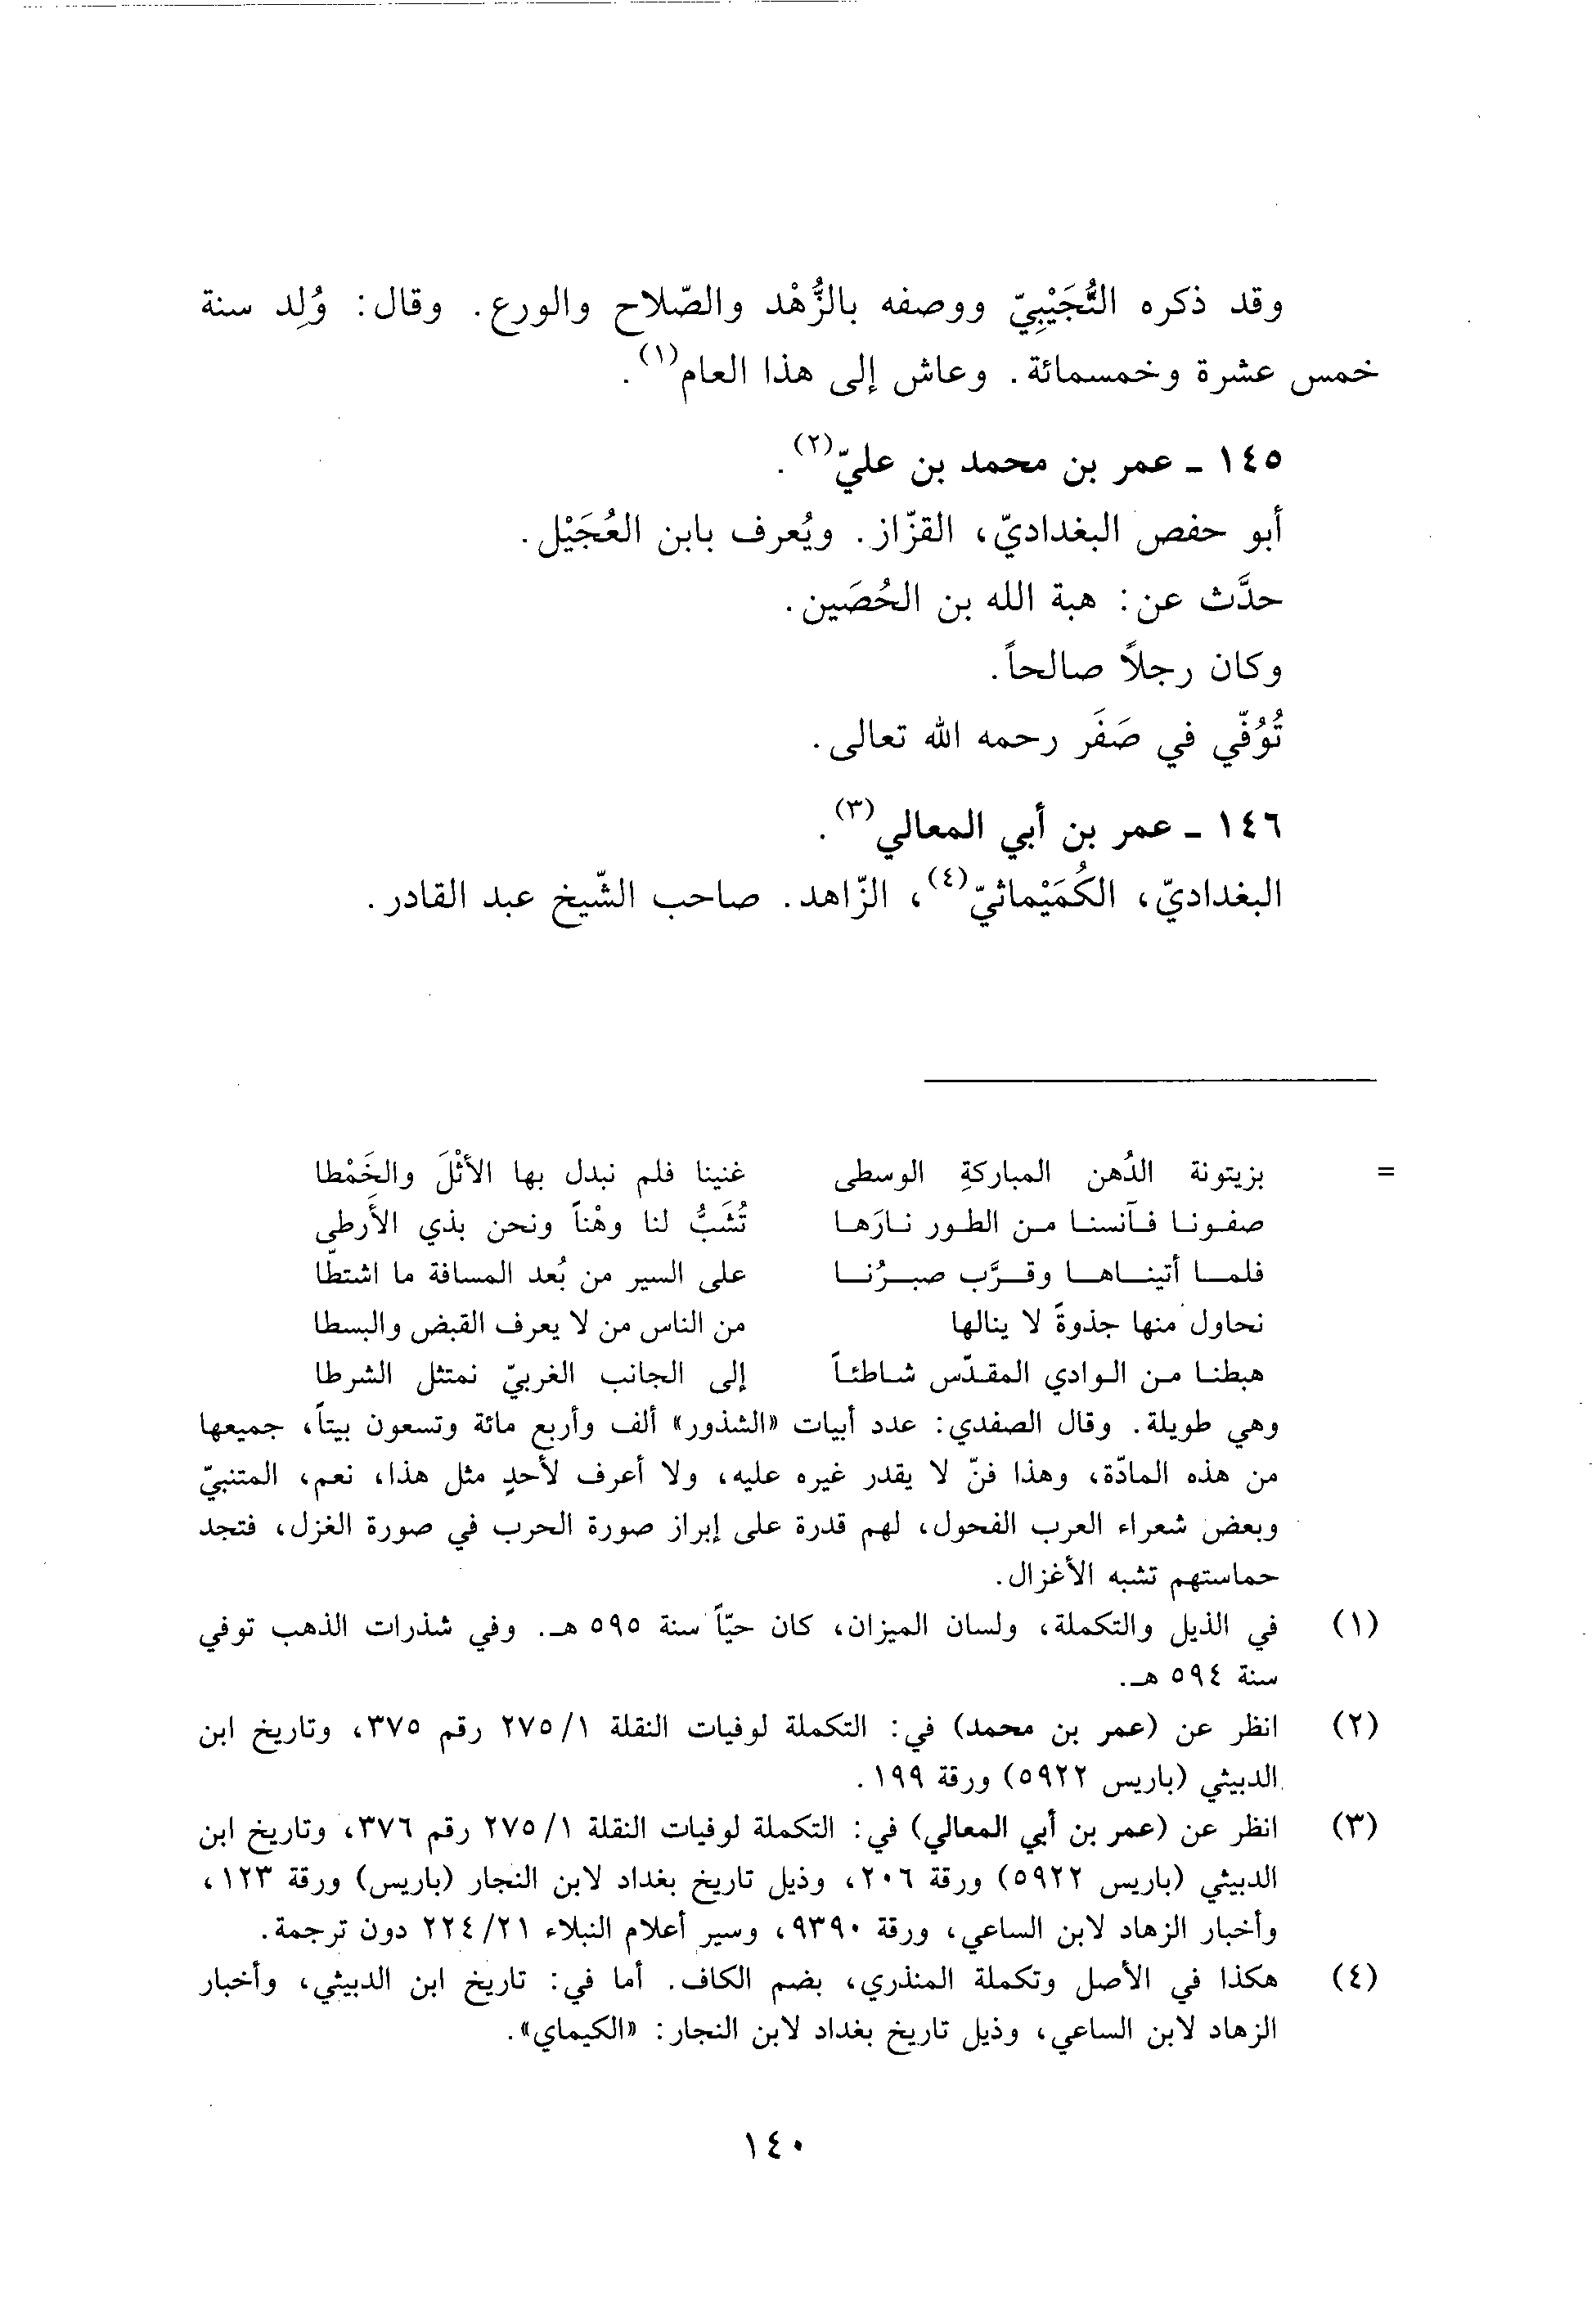 وقد ذكره التُّجَيْبِيّ ووصفه بالزُّهْد والصّلاح والورع. وقال: وُلِد سنة
خمس عشرة وخمسمائة. وعاش إلى هذا العام(١).
١٤٥ ـ عمر بن محمد بن عليّ(٢).
أبو حفص البغداديّ، القزّاز. ويُعرف بابن العُجَيْل.
حدَّث عن: هبة الله بن الحُصَين.
وكان رجلاً صالحاً.
تُوُفّي في صَفَر رحمه الله تعالى.
١٤٦ ـ عمر بن أبي المعالي(٣).
البغداديّ، الكُمَيْماثيّ(٤)، الزّاهد. صاحب الشّيخ عبد القادر.
= بزيتونة الدُهن المباركةِ الوسطى غنينا فلم نبدل بها الأثْلَ والخَمْطا
صفونا فآنسنا من الطور نارَها تُشَبُّ لنا وهْناً ونحن بذي الأَرطى
فلما أتيناها وقرَّب صبرُنا على السير من بُعد المسافة ما اشتطّا
نحاول منها جذوةً لا ينالها من الناس من لا يعرف القبض والبسطا
هبطنا من الوادي المقدّس شاطئاً إلى الجانب الغربيّ نمتثل الشرطا
وهي طويلة. وقال الصفدي: عدد أبيات «الشذور» ألف وأربع مائة وتسعون بيتاً، جميعها
من هذه المادّة، وهذا فنّ لا يقدر غيره عليه، ولا أعرف لأحدٍ مثل هذا، نعم، المتنبيّ
وبعض شعراء العرب الفحول، لهم قدرة على إبراز صورة الحرب في صورة الغزل، فتجد
حماستهم تشبه الأغزال.
(١) في الذيل والتكملة، ولسان الميزان، كان حيّاً سنة ٥٩٥ هـ. وفي شذرات الذهب توفي
سنة ٥٩٤ هـ.
(٢) انظر عن (عمر بن محمد) في: التكملة لوفيات النقلة ١/ ٢٧٥ رقم ٣٧٥، وتاريخ ابن
الدبيثي (باريس ٥٩٢٢) ورقة ١٩٩.
(٣) انظر عن (عمر بن أبي المعالي) في: التكملة لوفيات النقلة ١/ ٢٧٥ رقم ٣٧٦، وتاريخ ابن
الدبيثي (باريس ٥٩٢٢) ورقة ٢٠٦، وذيل تاريخ بغداد لابن النجار (باريس) ورقة ١٢٣،
وأخبار الزهاد لابن الساعي، ورقة ٩٣٩٠، وسير أعلام النبلاء ٢١/ ٢٢٤ دون ترجمة.
(٤) هكذا في الأصل وتكملة المنذري، بضم الكاف. أما في: تاريخ ابن الدبيثي، وأخبار
الزهاد لابن الساعي، وذيل تاريخ بغداد لابن النجار: «الكيماي».
١٤٠